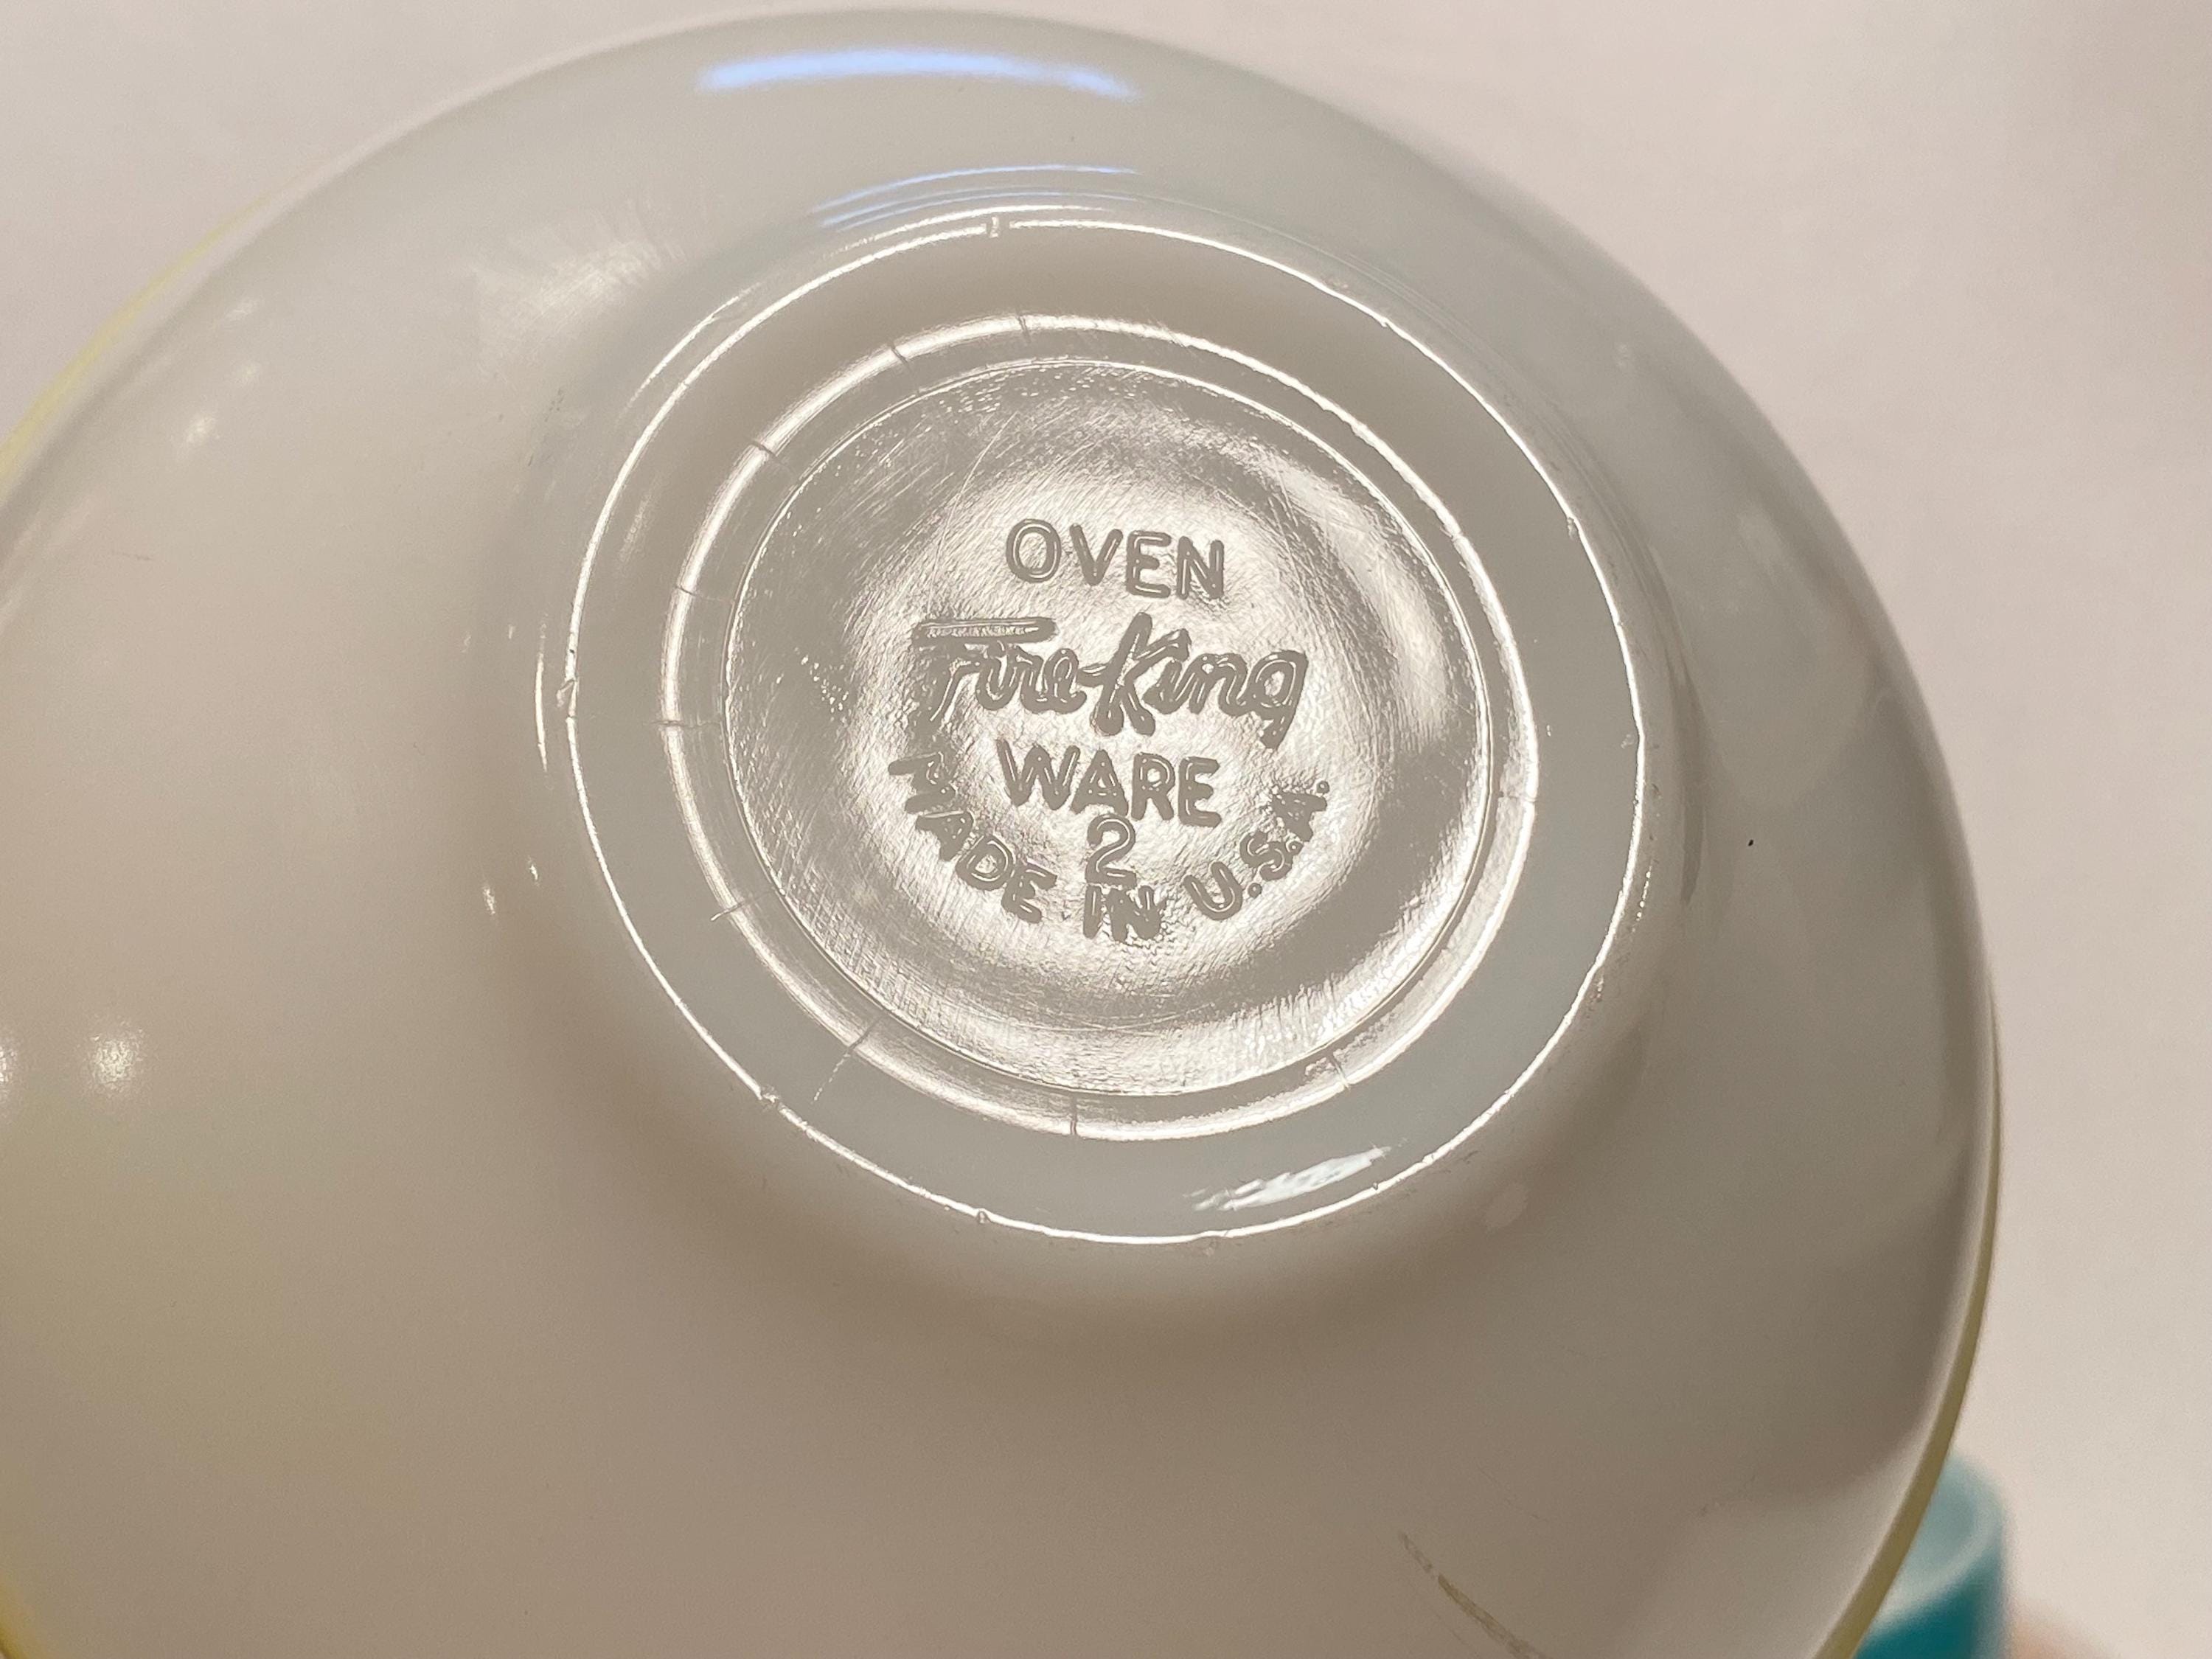 OVEN
Fire-King
WARE
2
MADE IN U.S.A.